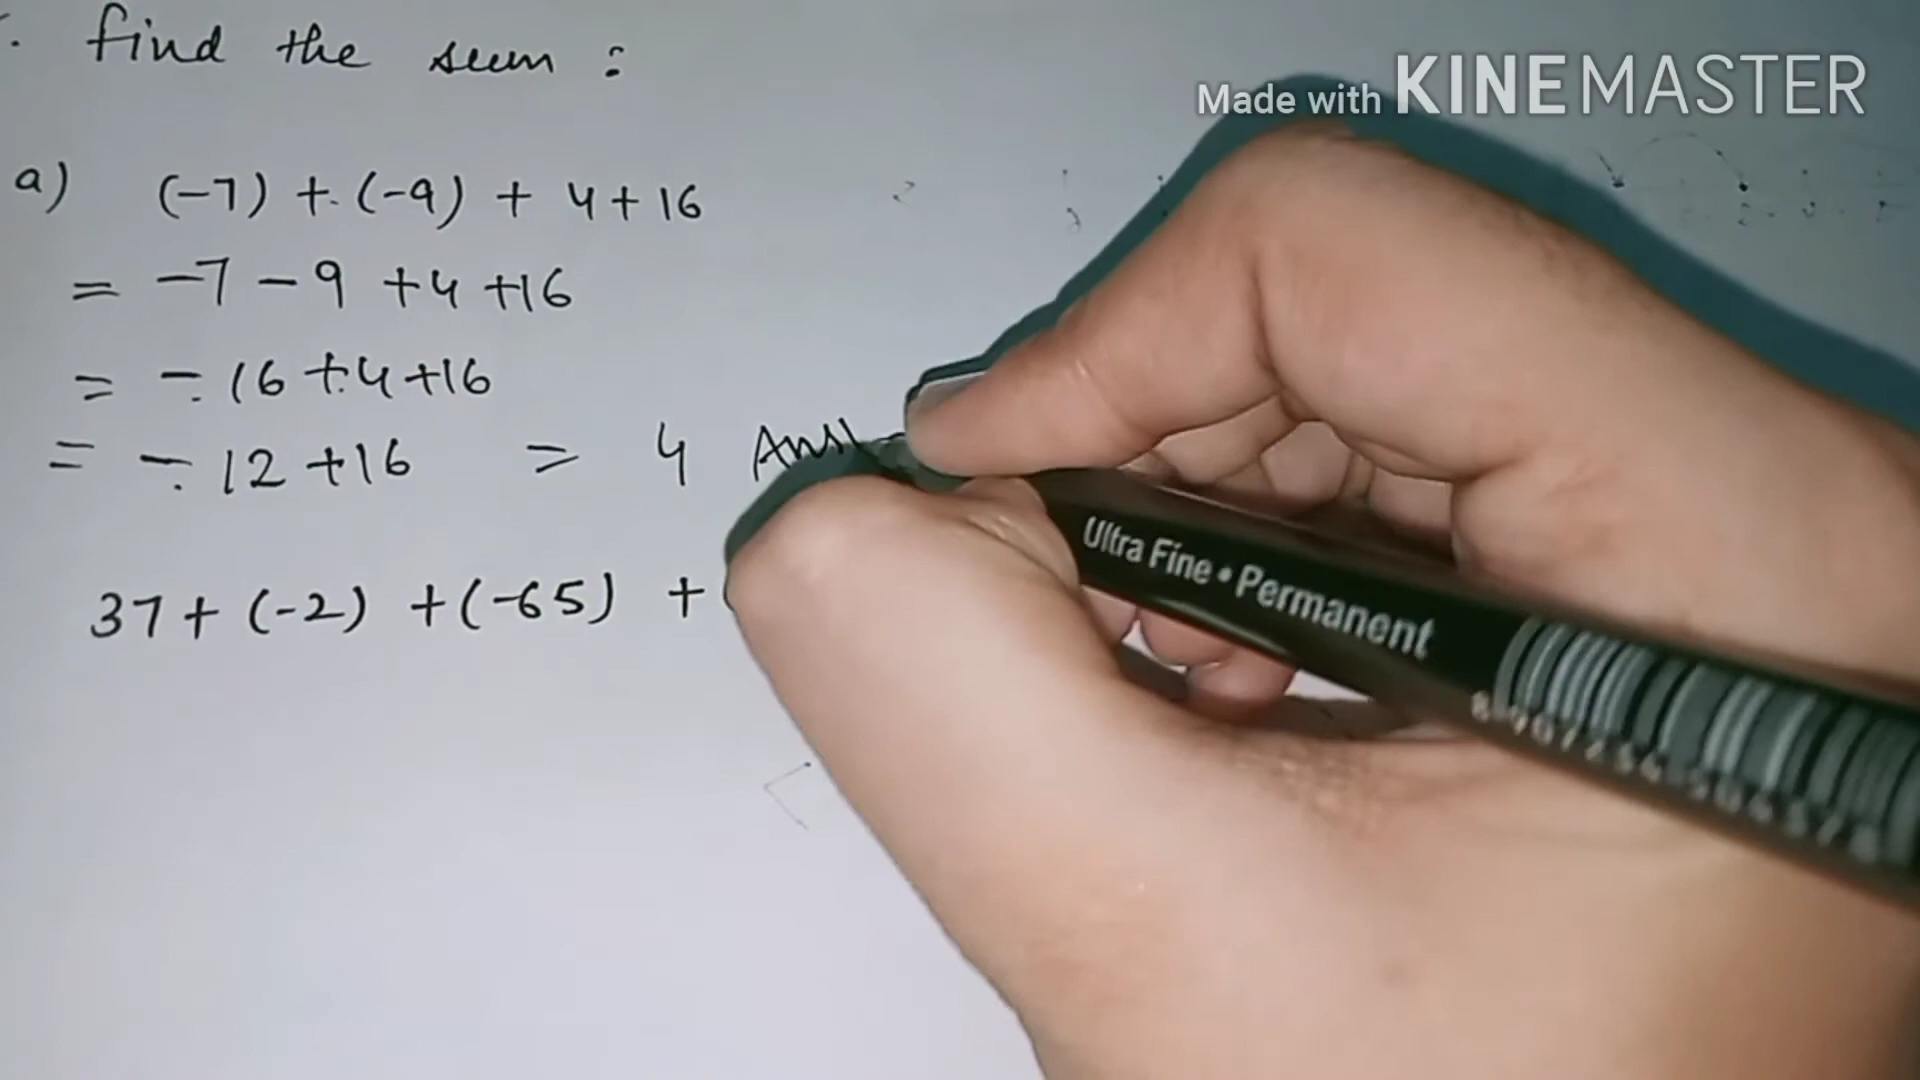 find the sum :
Made with KINEMASTER
a) (-7) + (-9) + 4 + 16
= -7 - 9 + 4 + 16
= - 16 + 4 + 16
= - 12 + 16 = 4 Ans
37 + (-2) + (-65) + (
Ultra Fine • Permanent